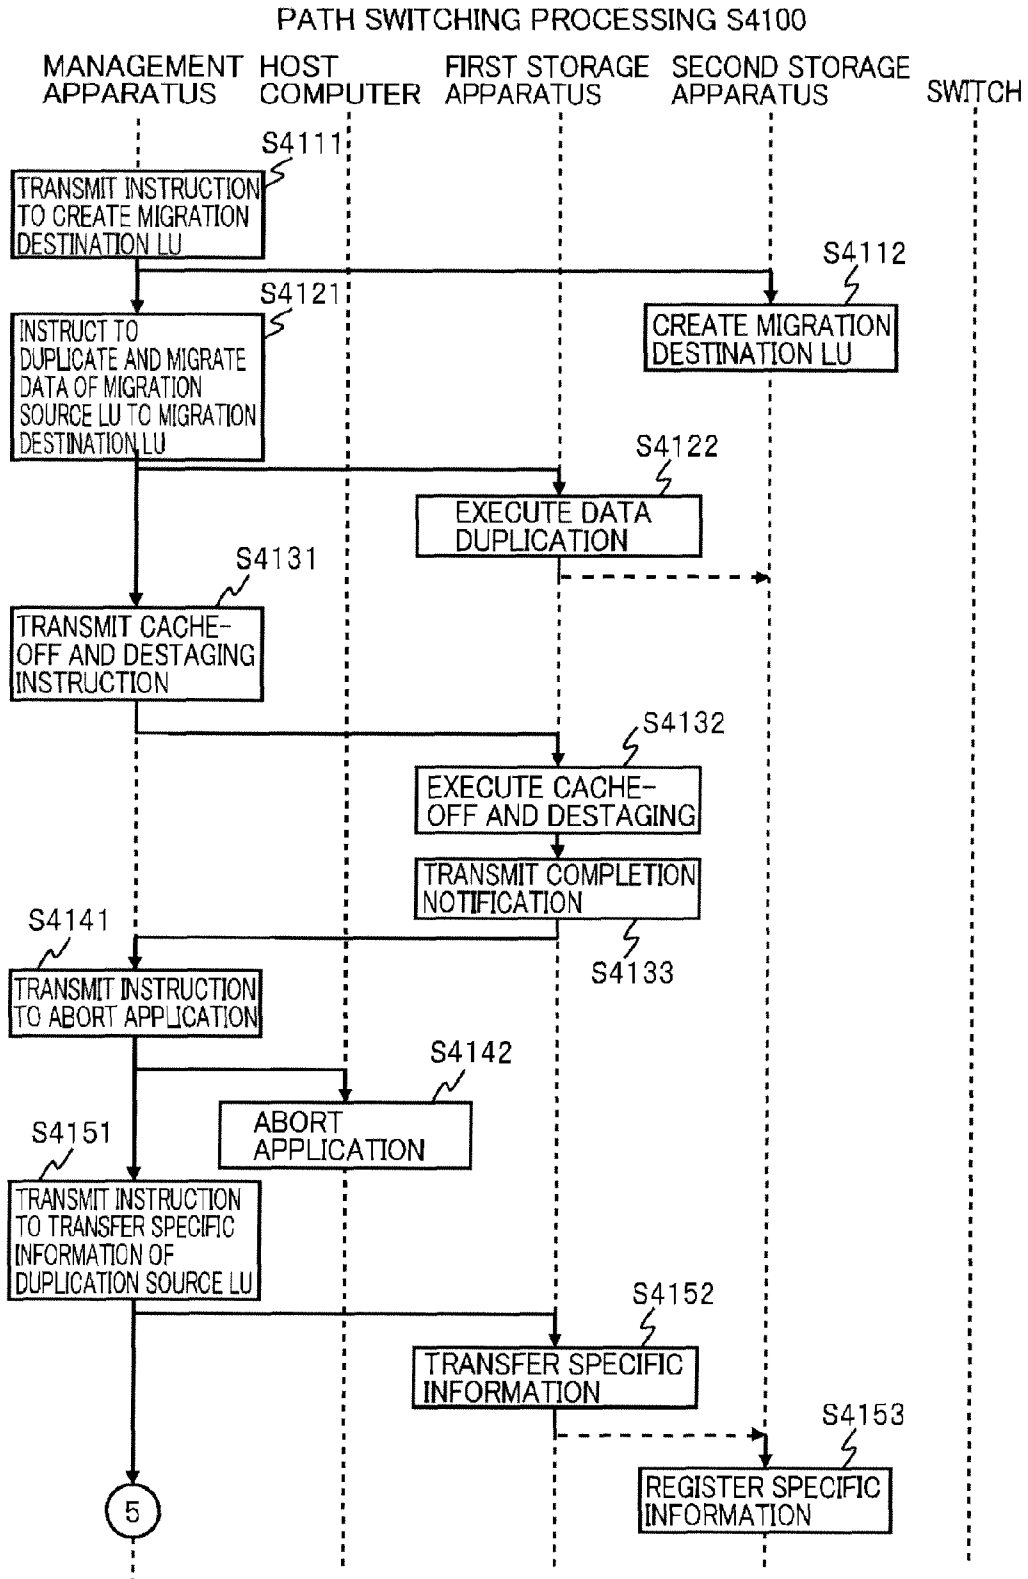 PATH SWITCHING PROCESSING S4100
MANAGEMENT APPARATUS
HOST COMPUTER
FIRST STORAGE APPARATUS
SECOND STORAGE APPARATUS
SWITCH
S4111
TRANSMIT INSTRUCTION
TO CREATE MIGRATION
DESTINATION LU
S4112
CREATE MIGRATION
DESTINATION LU
S4121
INSTRUCT TO
DUPLICATE AND MIGRATE
DATA OF MIGRATION
SOURCE LU TO MIGRATION
DESTINATION LU
S4122
EXECUTE DATA
DUPLICATION
S4131
TRANSMIT CACHE-
OFF AND DESTAGING
INSTRUCTION
S4132
EXECUTE CACHE-
OFF AND DESTAGING
TRANSMIT COMPLETION
NOTIFICATION
S4133
S4141
TRANSMIT INSTRUCTION
TO ABORT APPLICATION
S4142
ABORT
APPLICATION
S4151
TRANSMIT INSTRUCTION
TO TRANSFER SPECIFIC
INFORMATION OF
DUPLICATION SOURCE LU
S4152
TRANSFER SPECIFIC
INFORMATION
S4153
REGISTER SPECIFIC
INFORMATION
5